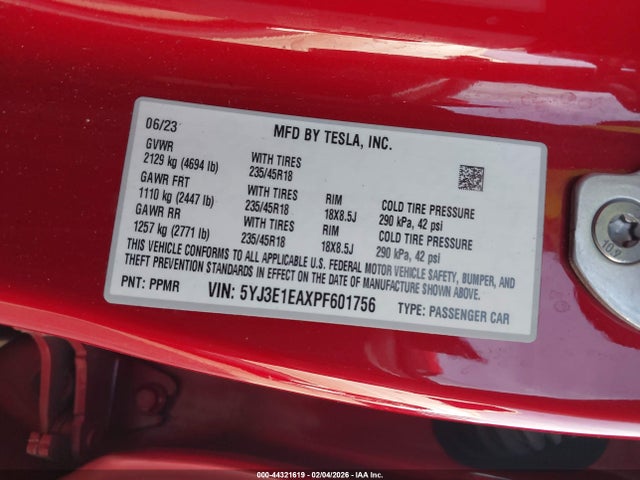 06/23 MFD BY TESLA, INC.
GVWR
2129 kg (4694 lb) WITH TIRES 235/45R18
GAWR FRT
1110 kg (2447 lb) WITH TIRES 235/45R18 RIM 18X8.5J COLD TIRE PRESSURE 290 kPa, 42 psi
GAWR RR
1257 kg (2771 lb) WITH TIRES 235/45R18 RIM 18X8.5J COLD TIRE PRESSURE 290 kPa, 42 psi
THIS VEHICLE CONFORMS TO ALL APPLICABLE U.S. FEDERAL MOTOR VEHICLE SAFETY, BUMPER, AND
THEFT PREVENTION STANDARDS IN EFFECT ON THE DATE OF MANUFACTURE SHOWN ABOVE.
PNT: PPMR VIN: 5YJ3E1EAXPF601756 TYPE: PASSENGER CAR
10.9
000-44321619 - 02/04/2026 - IAA Inc.